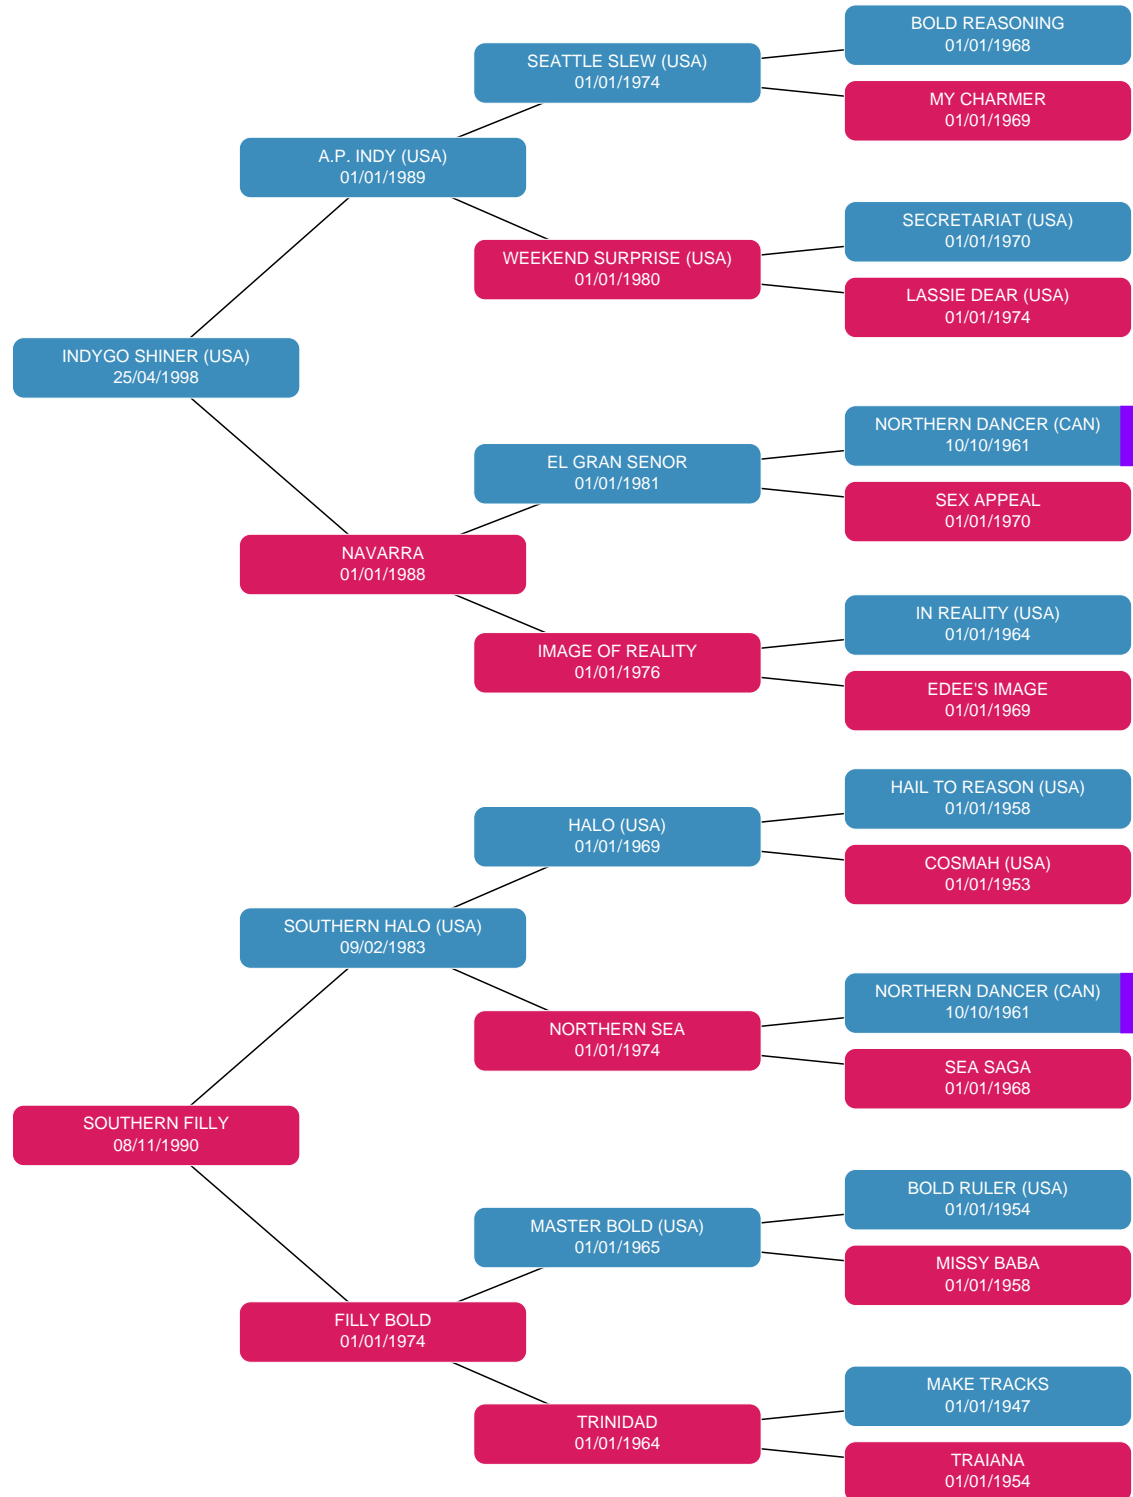 BOLD REASONING
01/01/1968
SEATTLE SLEW (USA)
01/01/1974
MY CHARMER
01/01/1969
A.P. INDY (USA)
01/01/1989
SECRETARIAT (USA)
01/01/1970
WEEKEND SURPRISE (USA)
01/01/1980
LASSIE DEAR (USA)
01/01/1974
INDYGO SHINER (USA)
25/04/1998
NORTHERN DANCER (CAN)
10/10/1961
EL GRAN SENOR
01/01/1981
SEX APPEAL
01/01/1970
NAVARRA
01/01/1988
IN REALITY (USA)
01/01/1964
IMAGE OF REALITY
01/01/1976
EDEE'S IMAGE
01/01/1969
HAIL TO REASON (USA)
01/01/1958
HALO (USA)
01/01/1969
COSMAH (USA)
01/01/1953
SOUTHERN HALO (USA)
09/02/1983
NORTHERN DANCER (CAN)
10/10/1961
NORTHERN SEA
01/01/1974
SEA SAGA
01/01/1968
SOUTHERN FILLY
08/11/1990
BOLD RULER (USA)
01/01/1954
MASTER BOLD (USA)
01/01/1965
MISSY BABA
01/01/1958
FILLY BOLD
01/01/1974
MAKE TRACKS
01/01/1947
TRINIDAD
01/01/1964
TRAIANA
01/01/1954